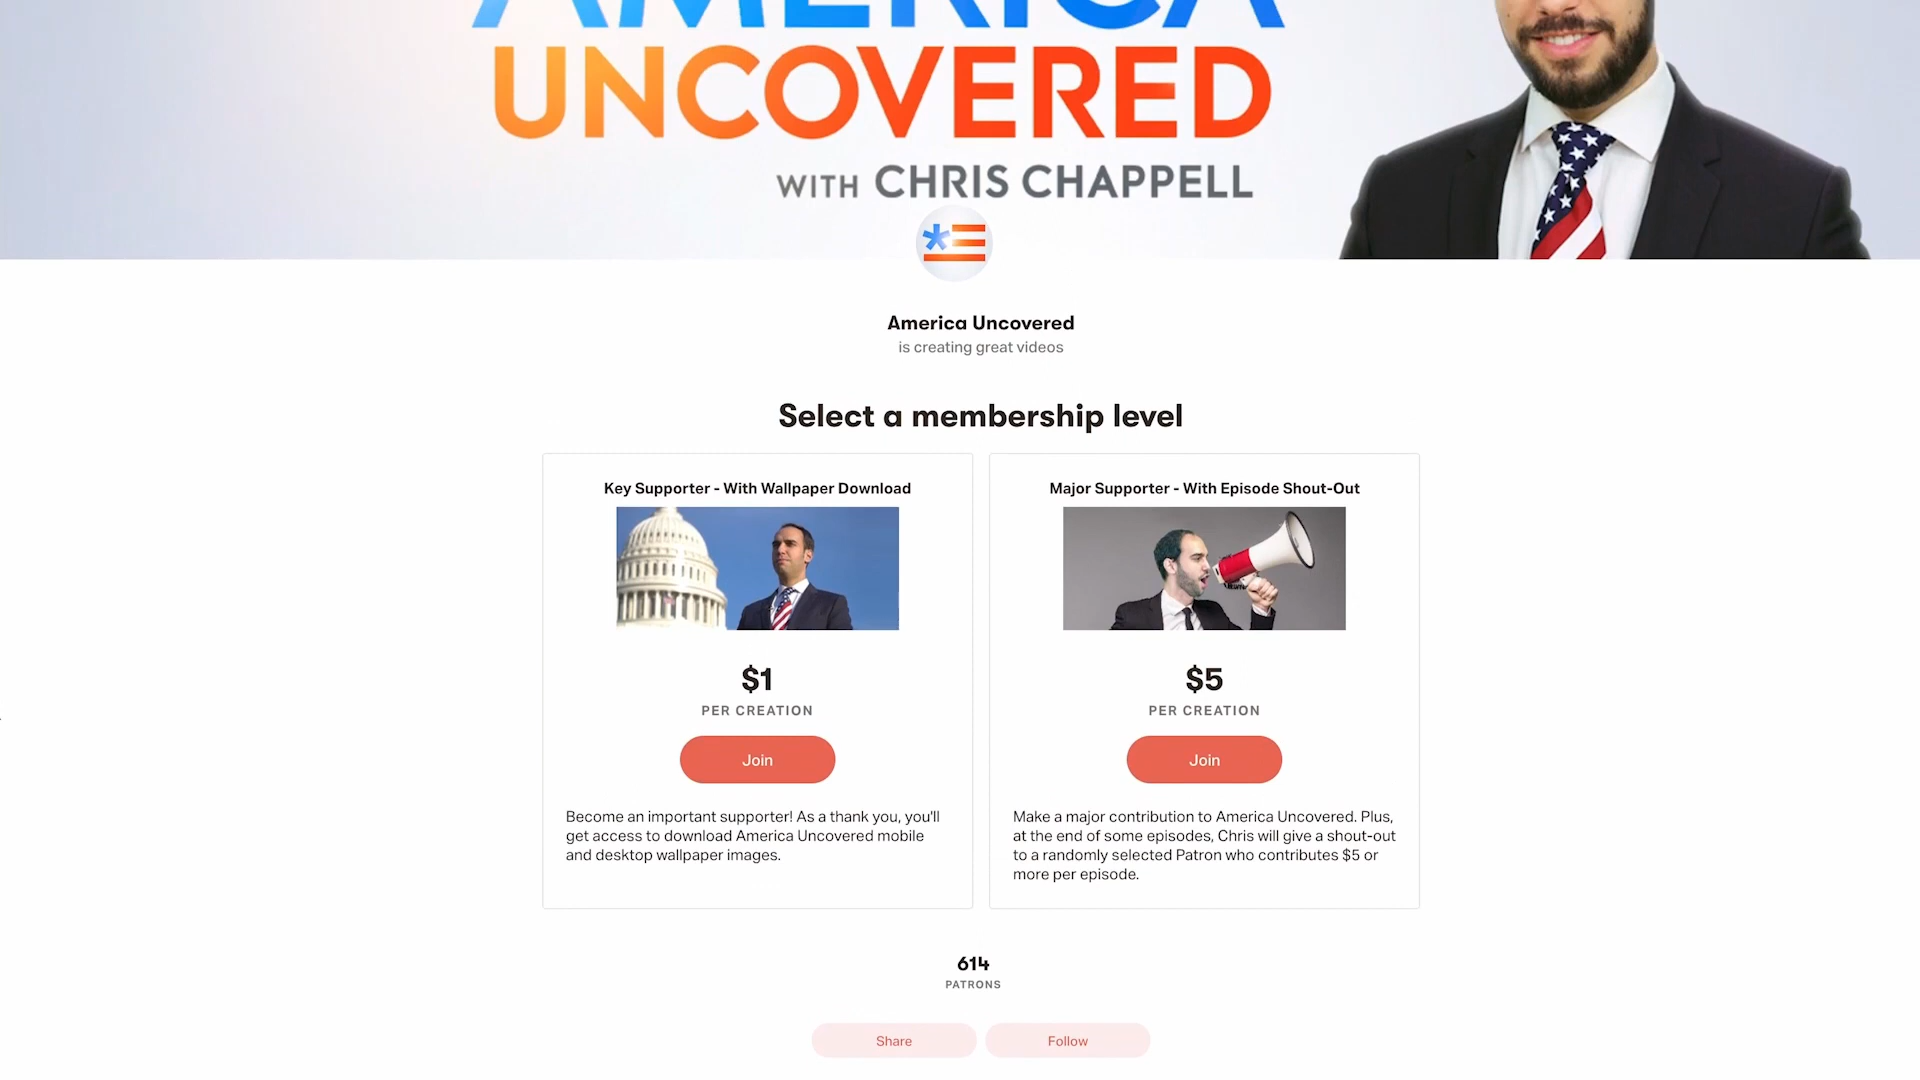 AMERICA
UNCOVERED
WITH CHRIS CHAPPELL
America Uncovered
is creating great videos
Select a membership level
Key Supporter - With Wallpaper Download
$1
PER CREATION
Join
Become an important supporter! As a thank you, you'll
get access to download America Uncovered mobile
and desktop wallpaper images.
Major Supporter - With Episode Shout-Out
$5
PER CREATION
Join
Make a major contribution to America Uncovered. Plus,
at the end of some episodes, Chris will give a shout-out
to a randomly selected Patron who contributes $5 or
more per episode.
614
PATRONS
Share
Follow